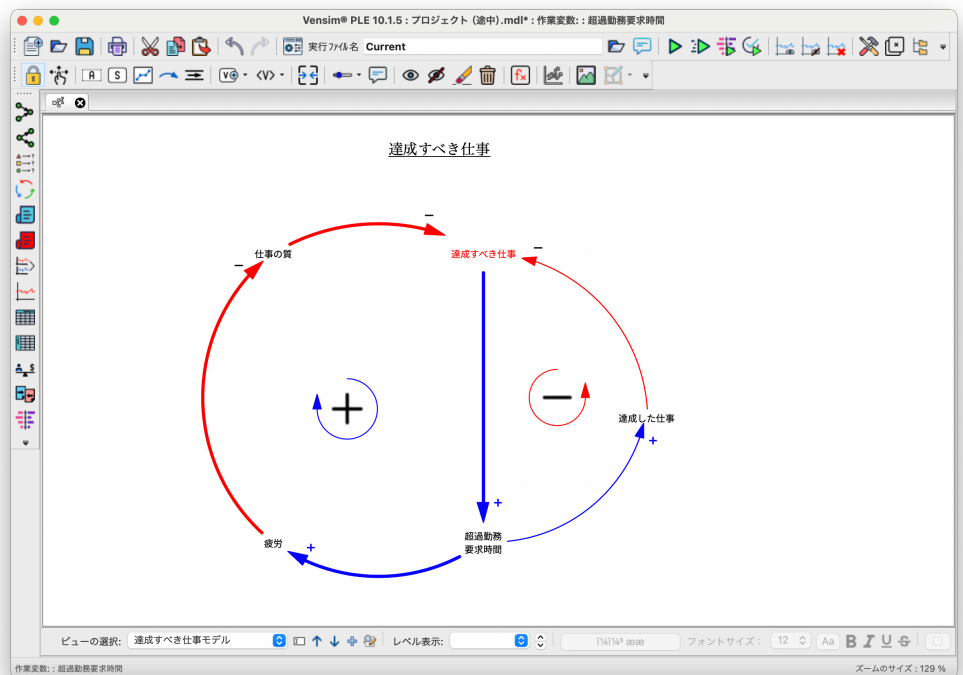 Vensim® PLE 10.1.5 : プロジェクト (途中).mdl* : 作業変数: : 超過勤務要求時間
実行ファイル名 Current
A S
V
<V>
fx
達成すべき仕事
−
仕事の質
−
達成すべき仕事
−
+
−
達成した仕事
+
+
超過勤務
要求時間
疲労
+
ビューの選択: 達成すべき仕事モデル
レベル表示:
ï¼ï¼³ ææ
フォントサイズ:
12
Aa
B I U S
作業変数: : 超過勤務要求時間
ズームのサイズ : 129 %